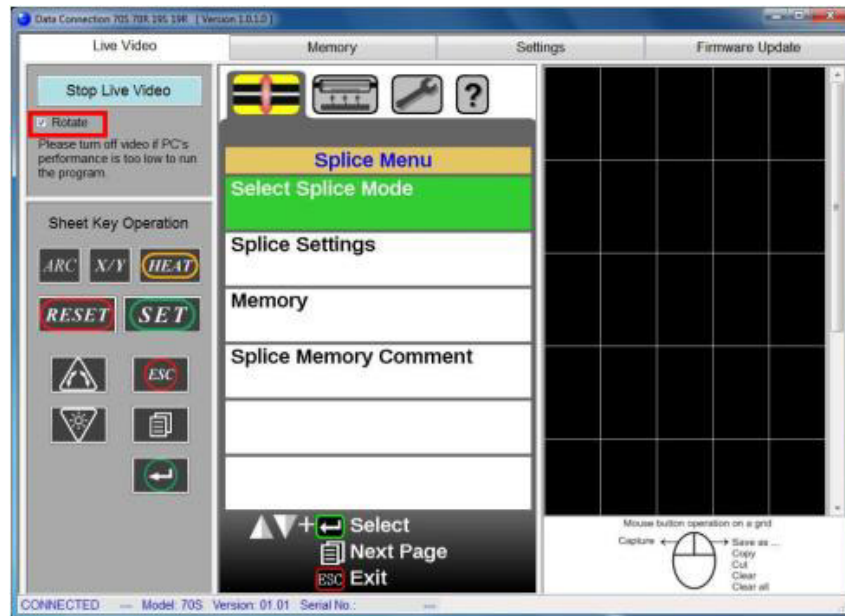 Data Connection 70S 70R 19S 19R [ Version 1.0.1.0 ]
Live Video
Memory
Settings
Firmware Update
Stop Live Video
Rotate
Please turn off video if PC's
performance is too low to run
the program.
Sheet Key Operation
ARC
X/Y
HEAT
RESET
SET
ESC
?
Splice Menu
Select Splice Mode
Splice Settings
Memory
Splice Memory Comment
+ Select
Next Page
ESC Exit
Mouse button operation on a grid
Capture
Save as ...
Copy
Cut
Clear
Clear all
CONNECTED --- Model: 70S Version: 01.01 Serial No.: ---